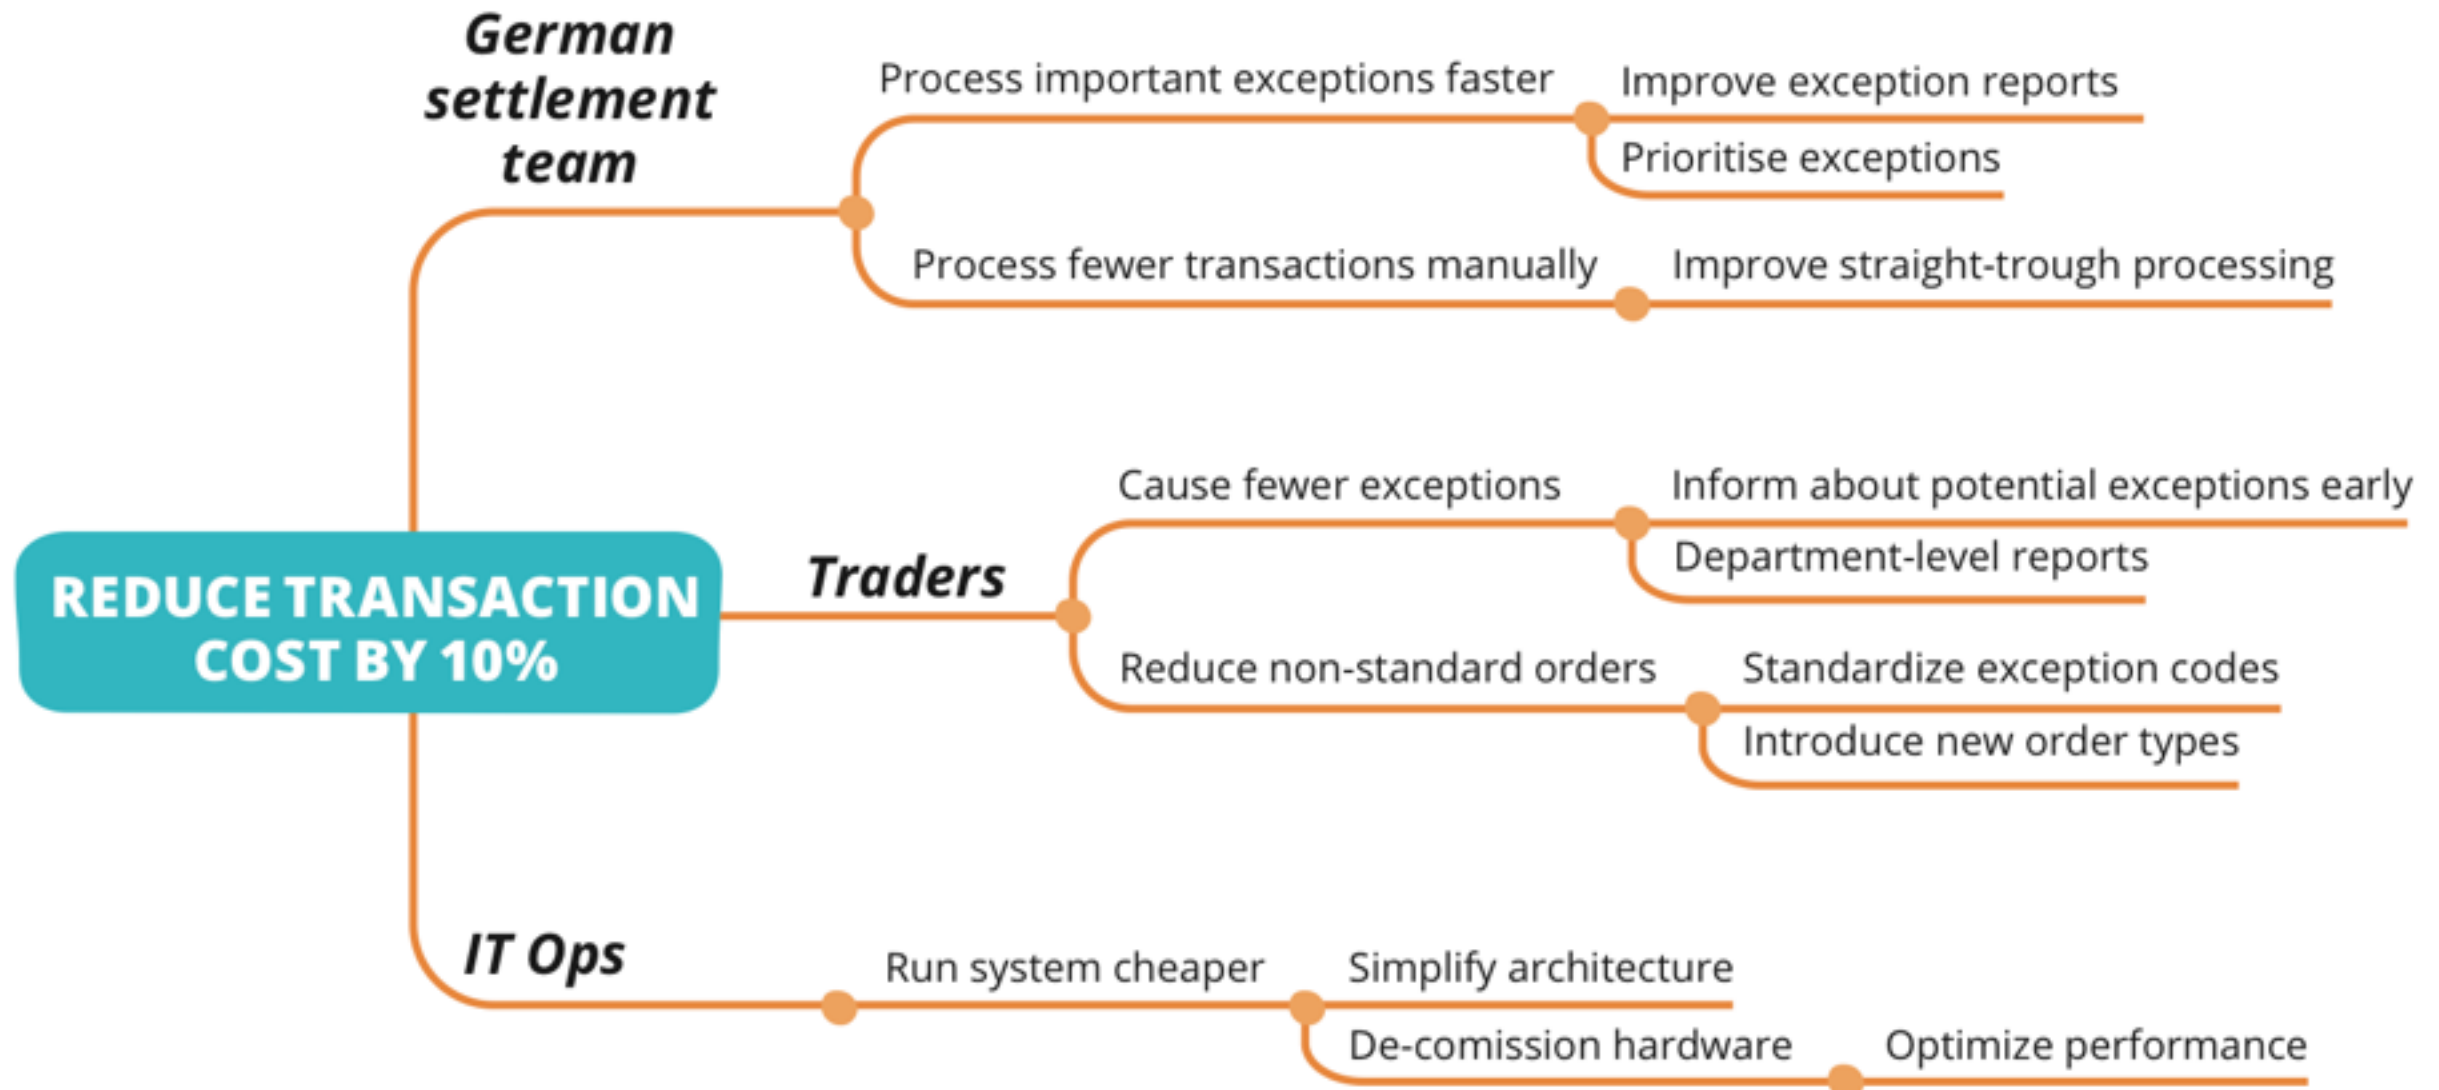 German
settlement
team
Process important exceptions faster
Improve exception reports
Prioritise exceptions
Process fewer transactions manually
Improve straight-trough processing
REDUCE TRANSACTION
COST BY 10%
Traders
Cause fewer exceptions
Inform about potential exceptions early
Department-level reports
Reduce non-standard orders
Standardize exception codes
Introduce new order types
IT Ops
Run system cheaper
Simplify architecture
De-comission hardware
Optimize performance